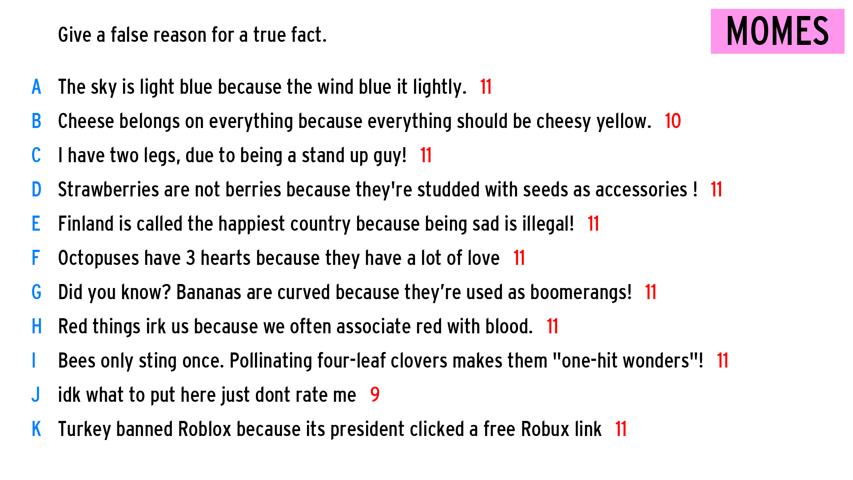 Give a false reason for a true fact.
MOMES
A The sky is light blue because the wind blue it lightly. 11
B Cheese belongs on everything because everything should be cheesy yellow. 10
C I have two legs, due to being a stand up guy! 11
D Strawberries are not berries because they're studded with seeds as accessories ! 11
E Finland is called the happiest country because being sad is illegal! 11
F Octopuses have 3 hearts because they have a lot of love 11
G Did you know? Bananas are curved because they’re used as boomerangs! 11
H Red things irk us because we often associate red with blood. 11
I Bees only sting once. Pollinating four-leaf clovers makes them "one-hit wonders"! 11
J idk what to put here just dont rate me 9
K Turkey banned Roblox because its president clicked a free Robux link 11